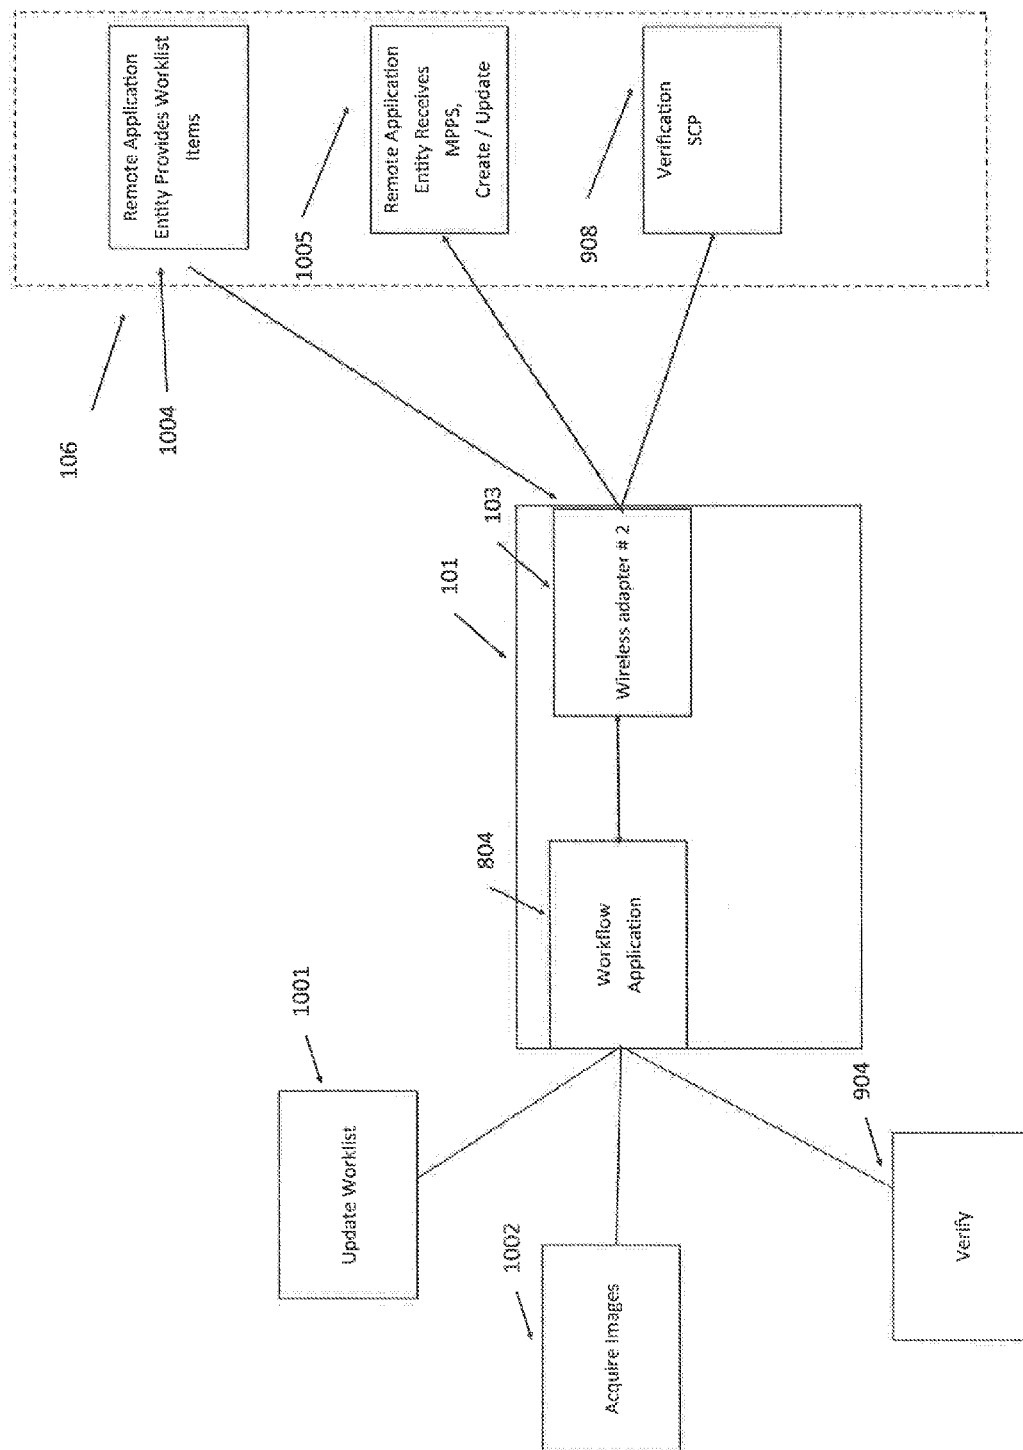 Update Worklist
1001
Acquire Images
1002
Verify
904
Workflow
Application
804
Wireless adapter # 2
103
101
106
1004
Remote Application
Entity Provides Worklist
Items
1005
Remote Application
Entity Receives
MPPS,
Create / Update
908
Verification
SCP